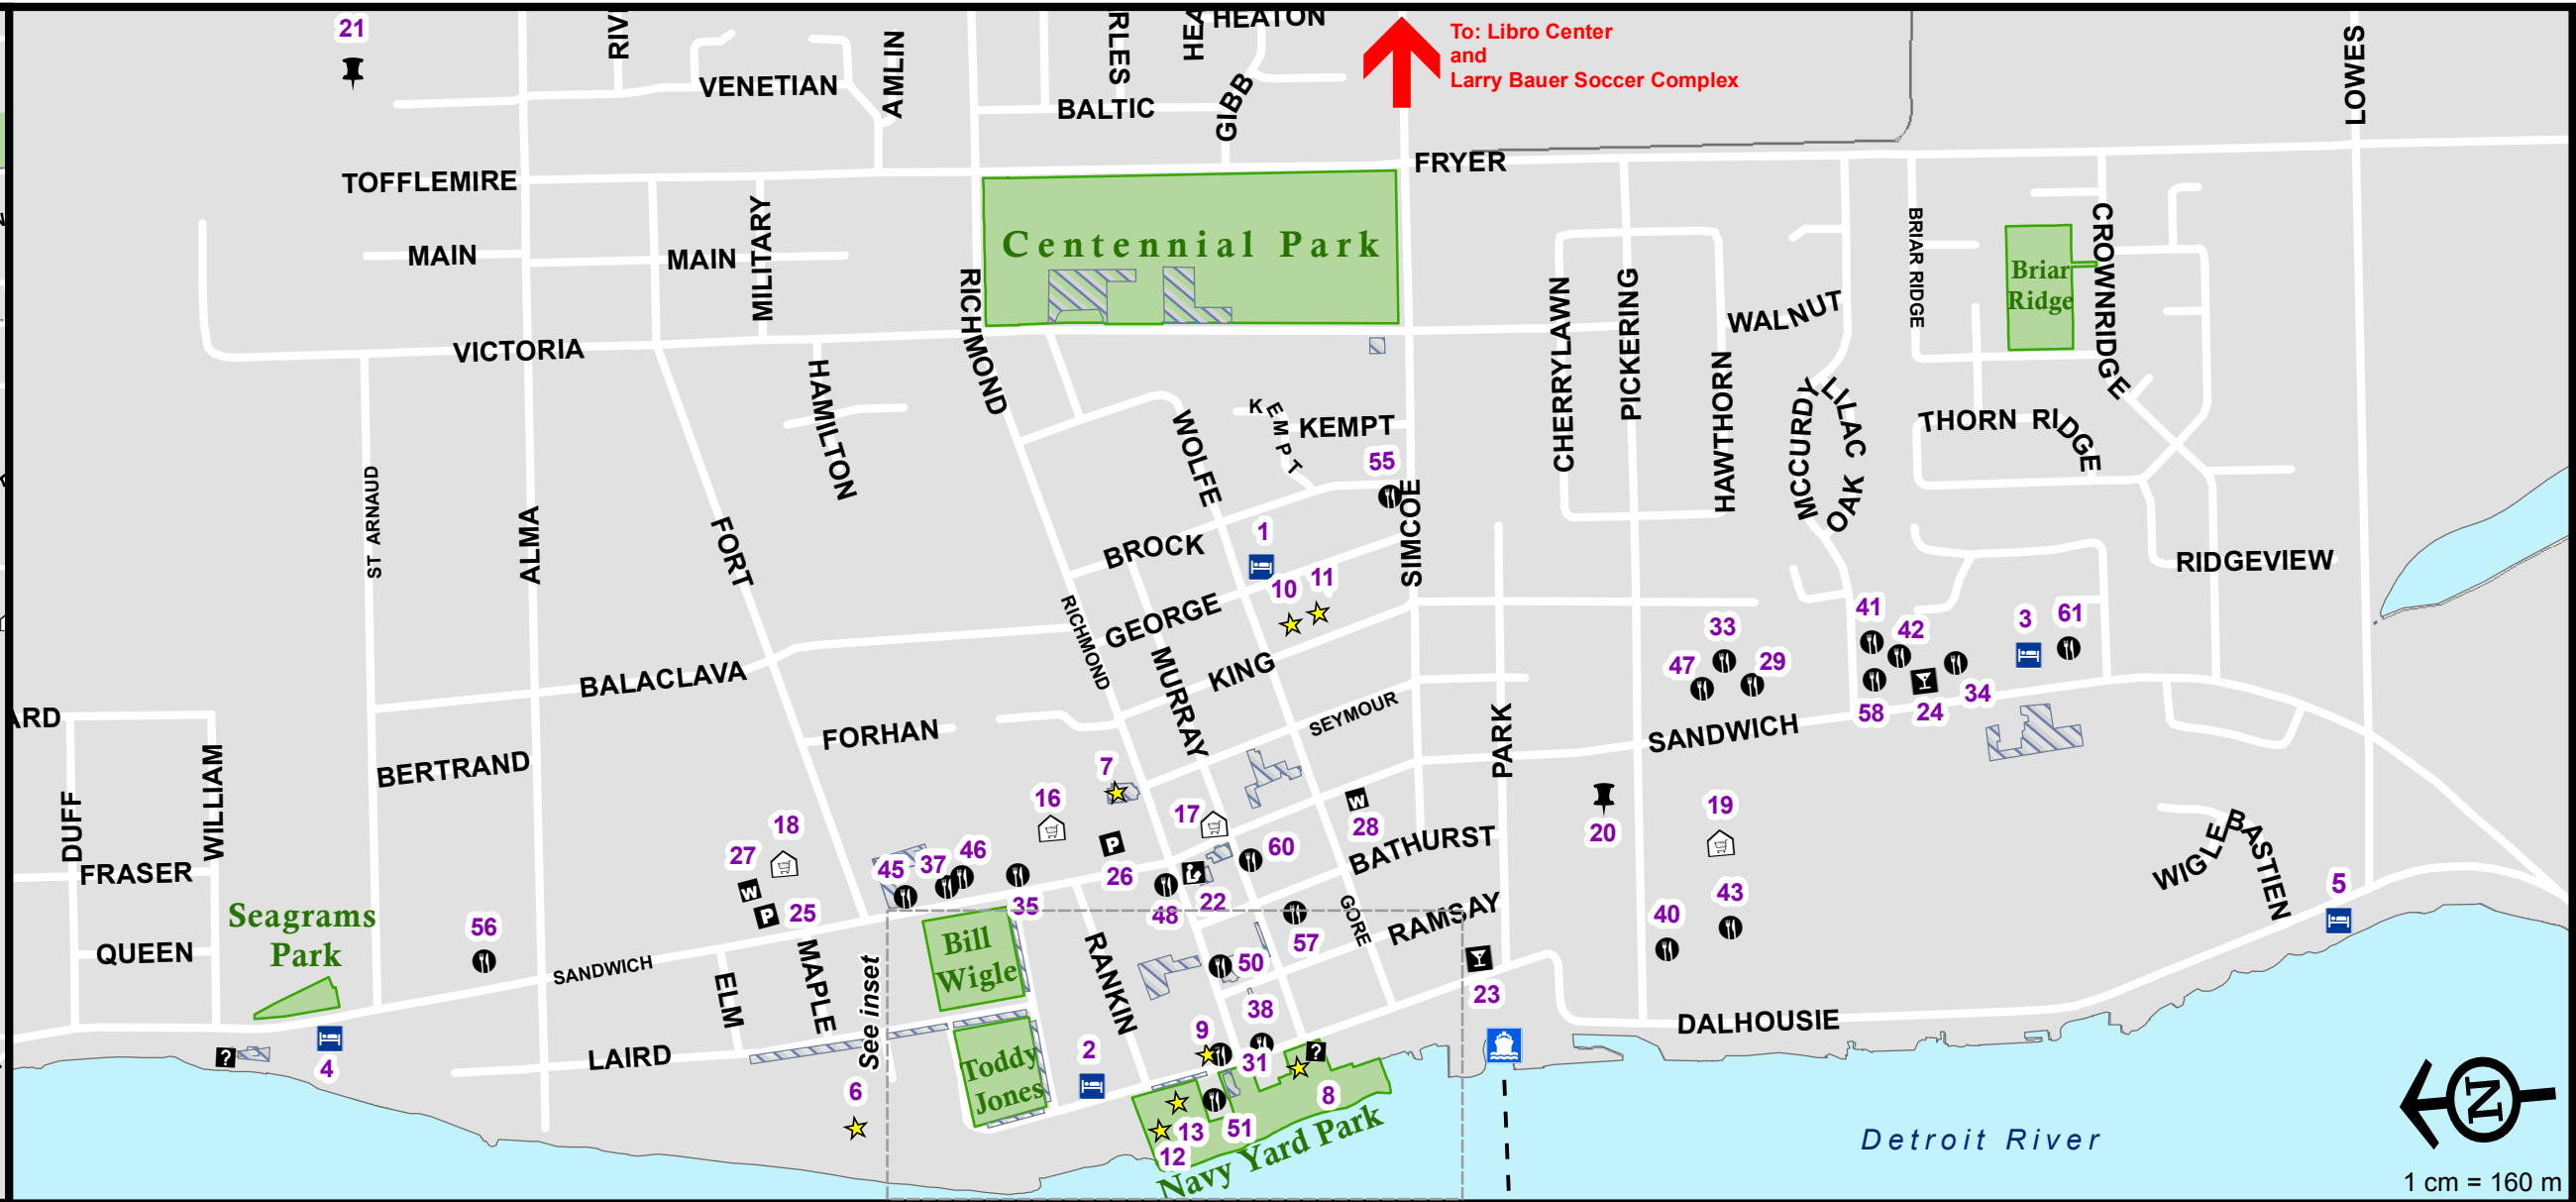 21
RIVI
AMLIN
RLES
HEA
HEATON
To: Libro Center
and
Larry Bauer Soccer Complex
LOWES
VENETIAN
BALTIC
GIBB
FRYER
TOFFLEMIRE
MILITARY
MAIN
MAIN
Centennial Park
BRIAR RIDGE
CROWNRIDGE
Briar
Ridge
RICHMOND
CHERRYLAWN
PICKERING
WALNUT
VICTORIA
HAMILTON
HAWTHORN
MCCURDY
LILAC
OAK
THORN RIDGE
KEMPT
KEMPT
WOLFE
55
SIMCOE
ST ARNAUD
ALMA
FORT
BROCK
1
10
11
RIDGEVIEW
RICHMOND
GEORGE
MURRAY
KING
41
42
3
61
33
47
29
BALACLAVA
SEYMOUR
58
24
34
ARD
FORHAN
PARK
SANDWICH
BERTRAND
WILLIAM
DUFF
7
16
17
28
20
19
18
27
BATHURST
WIGLE
BASTIEN
FRASER
45
37
46
26
60
5
35
48
22
25
GORE
RAMSAY
40
43
Seagrams
Park
56
57
QUEEN
SANDWICH
ELM
MAPLE
See inset
Bill
Wigle
RANKIN
50
23
38
9
DALHOUSIE
?
4
LAIRD
Toddy
Jones
2
31
?
6
8
13
51
12
Navy Yard Park
Detroit River
N
1 cm = 160 m
W
P
P
W